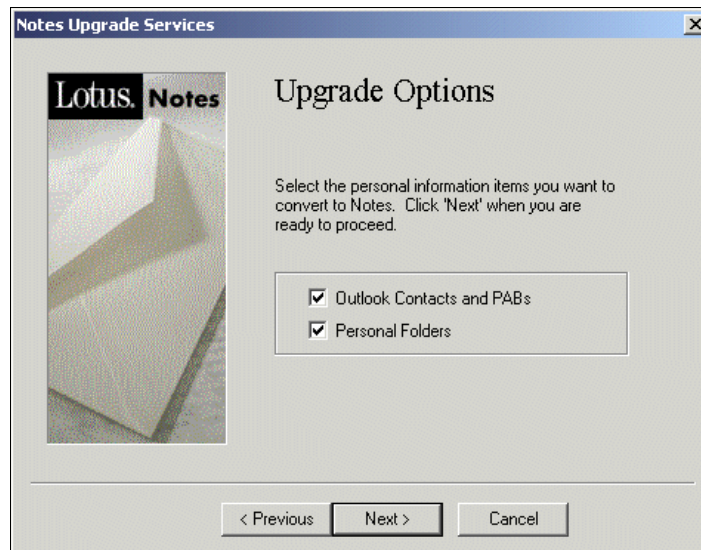 Notes Upgrade Services
Lotus. Notes
Upgrade Options
Select the personal information items you want to
convert to Notes. Click 'Next' when you are
ready to proceed.
Outlook Contacts and PABs
Personal Folders
< Previous
Next >
Cancel